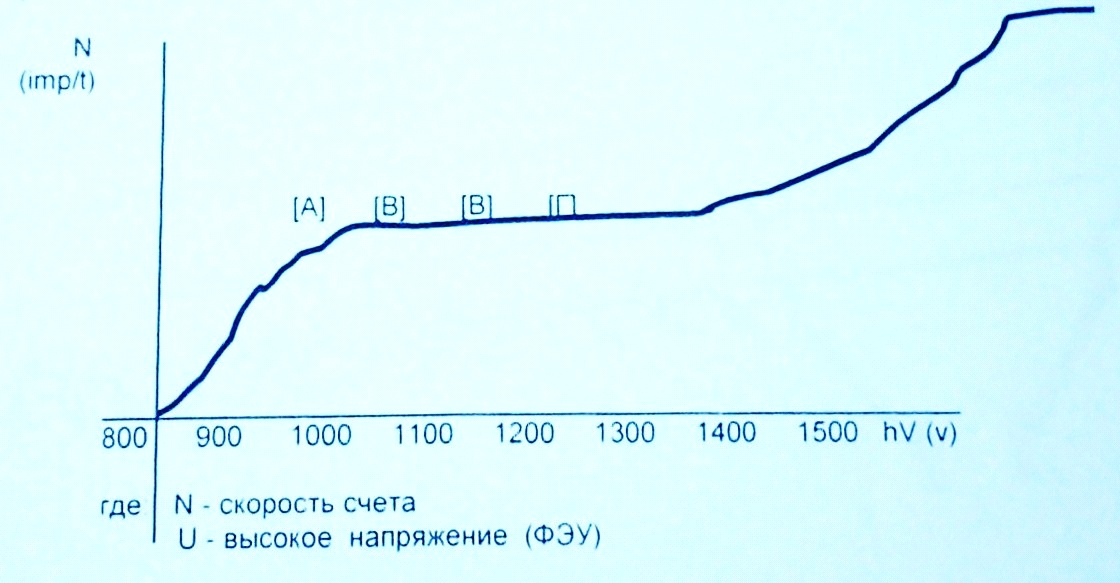 N
(imp/t)
[A] [B] [B] [П
800 900 1000 1100 1200 1300 1400 1500 hV (v)
где N - скорость счета
U - высокое напряжение (ФЭУ)